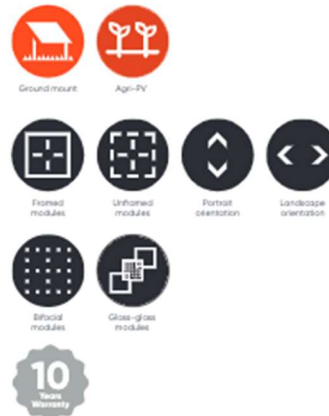 Ground mount
Agri-PV
Framed
modules
Unframed
modules
Portrait
orientation
Landscape
orientation
Bifacial
modules
Glass-glass
modules
10
Years
Warranty